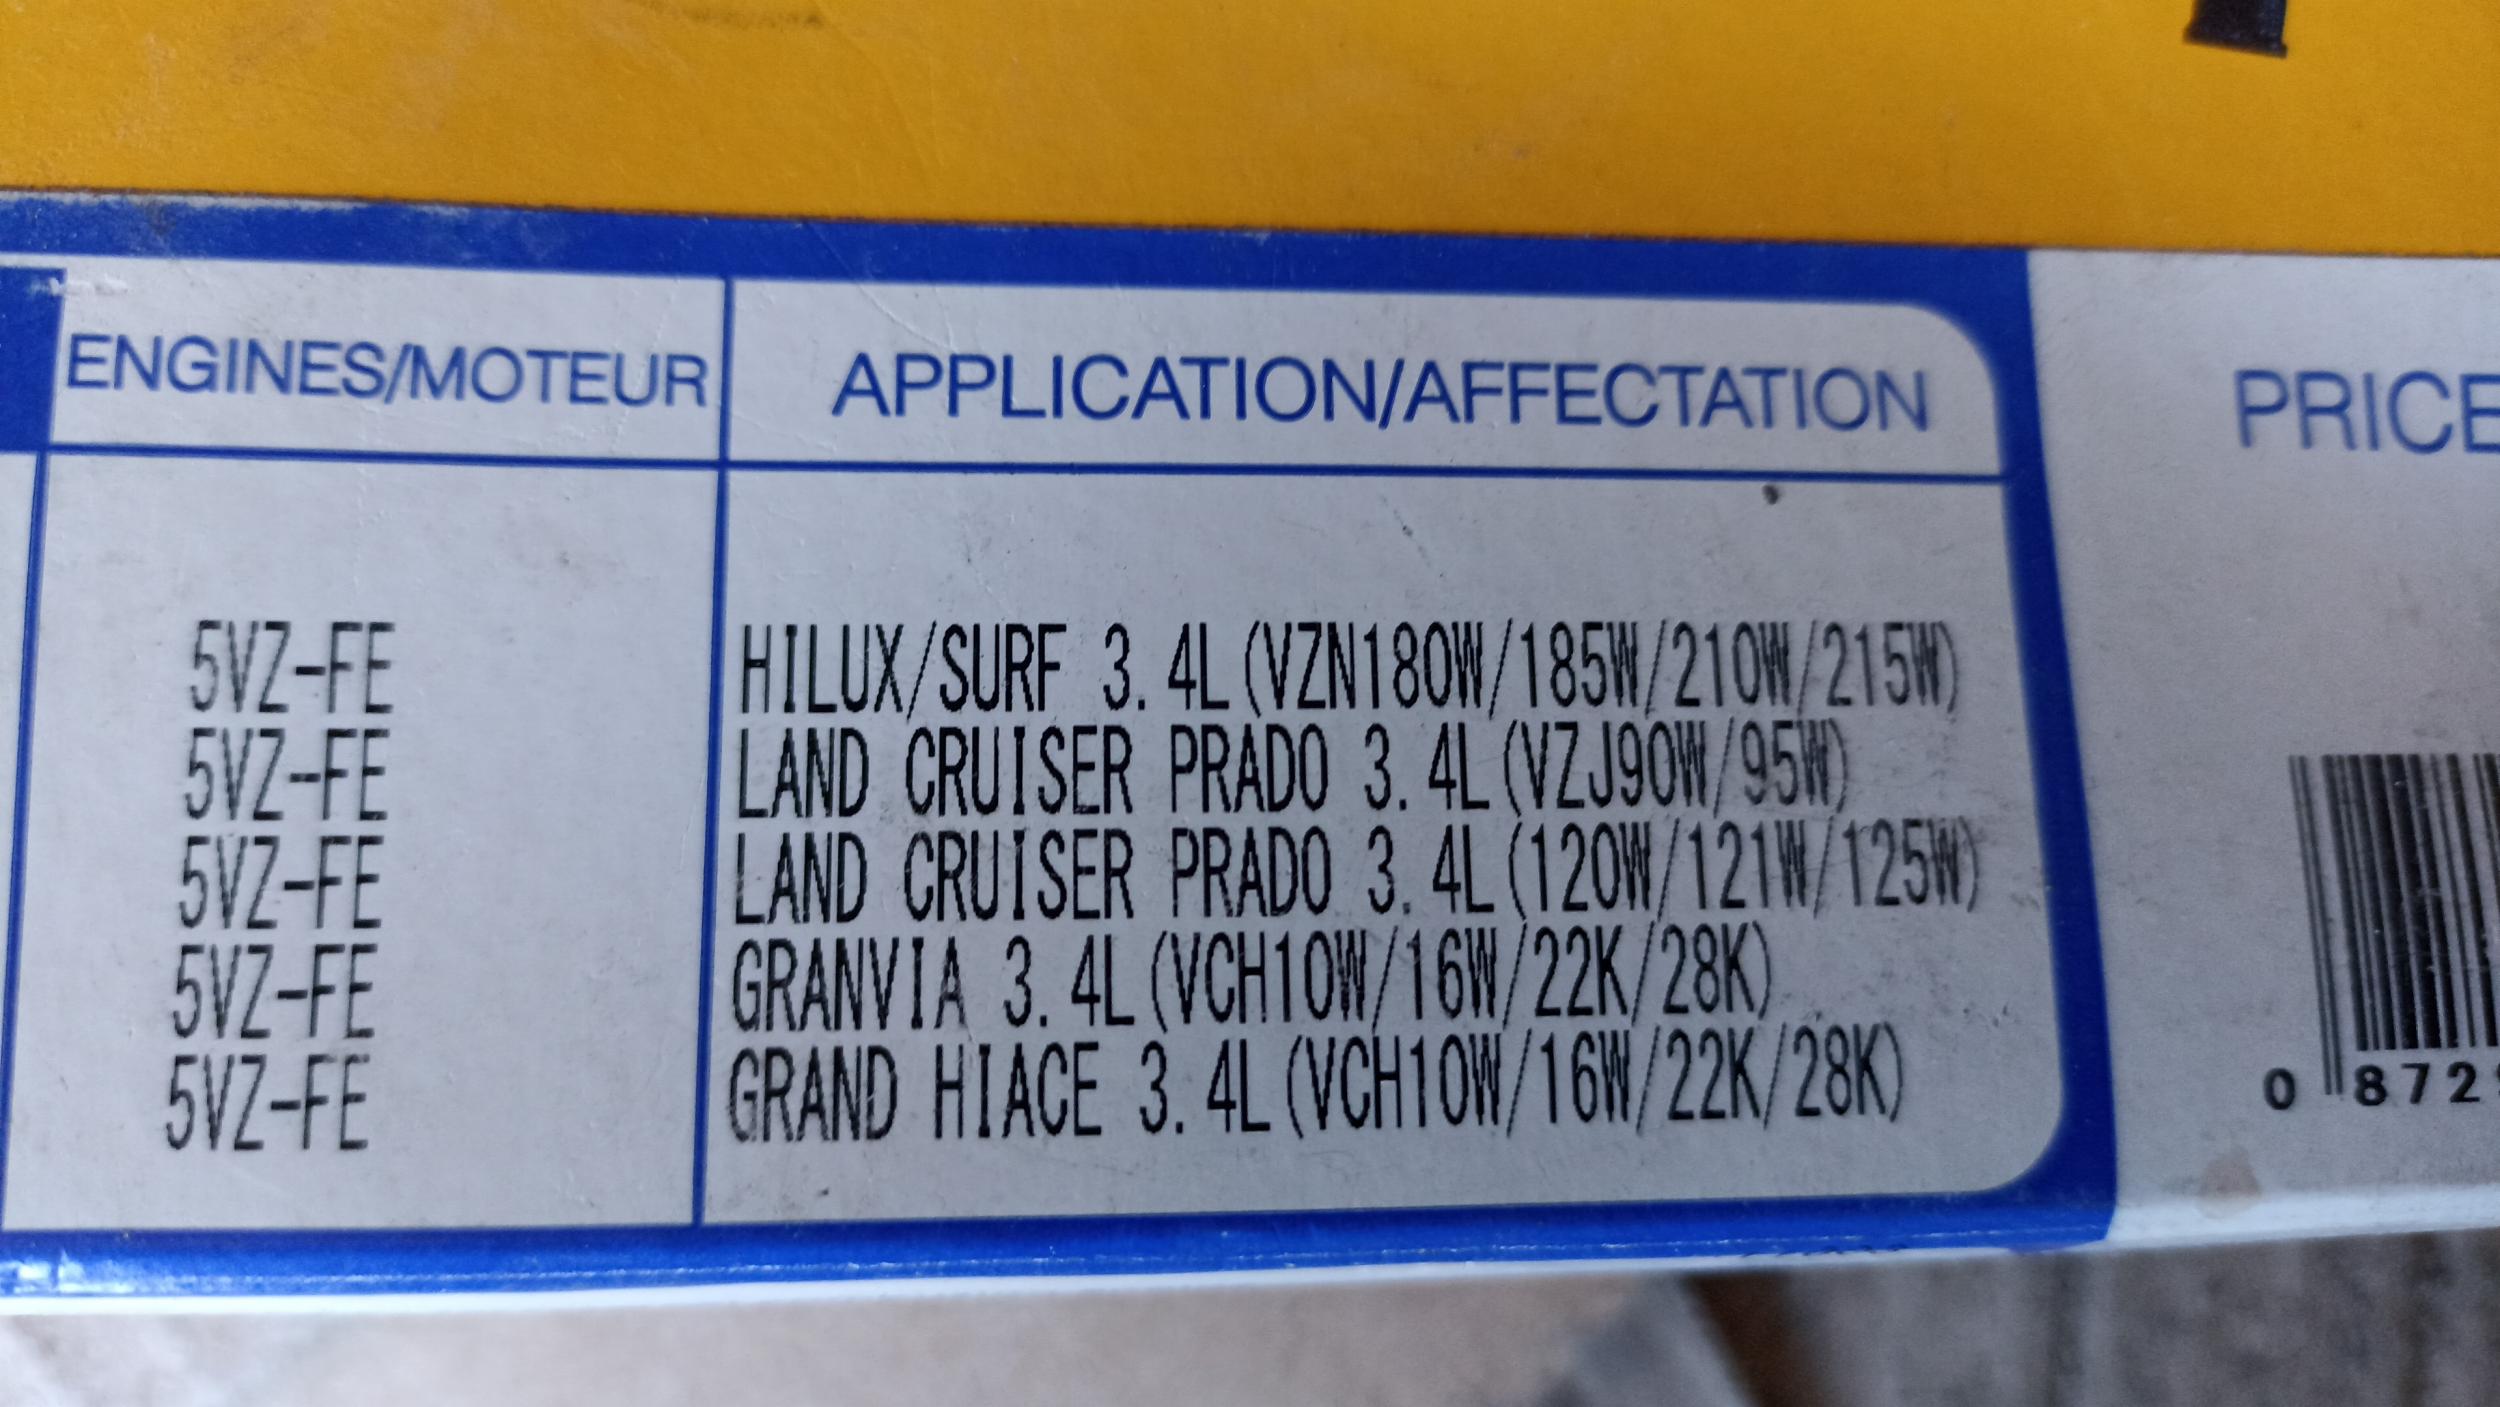 ENGINES/MOTEUR APPLICATION/AFFECTATION PRICE
5VZ-FE HILUX/SURF 3.4L(VZN180W/185W/210W/215W)
5VZ-FE LAND CRUISER PRADO 3.4L(VZJ90W/95W)
5VZ-FE LAND CRUISER PRADO 3.4L(120W/121W/125W)
5VZ-FE GRANVIA 3.4L(VCH10W/16W/22K/28K)
5VZ-FE GRAND HIACE 3.4L(VCH10W/16W/22K/28K)
0 872